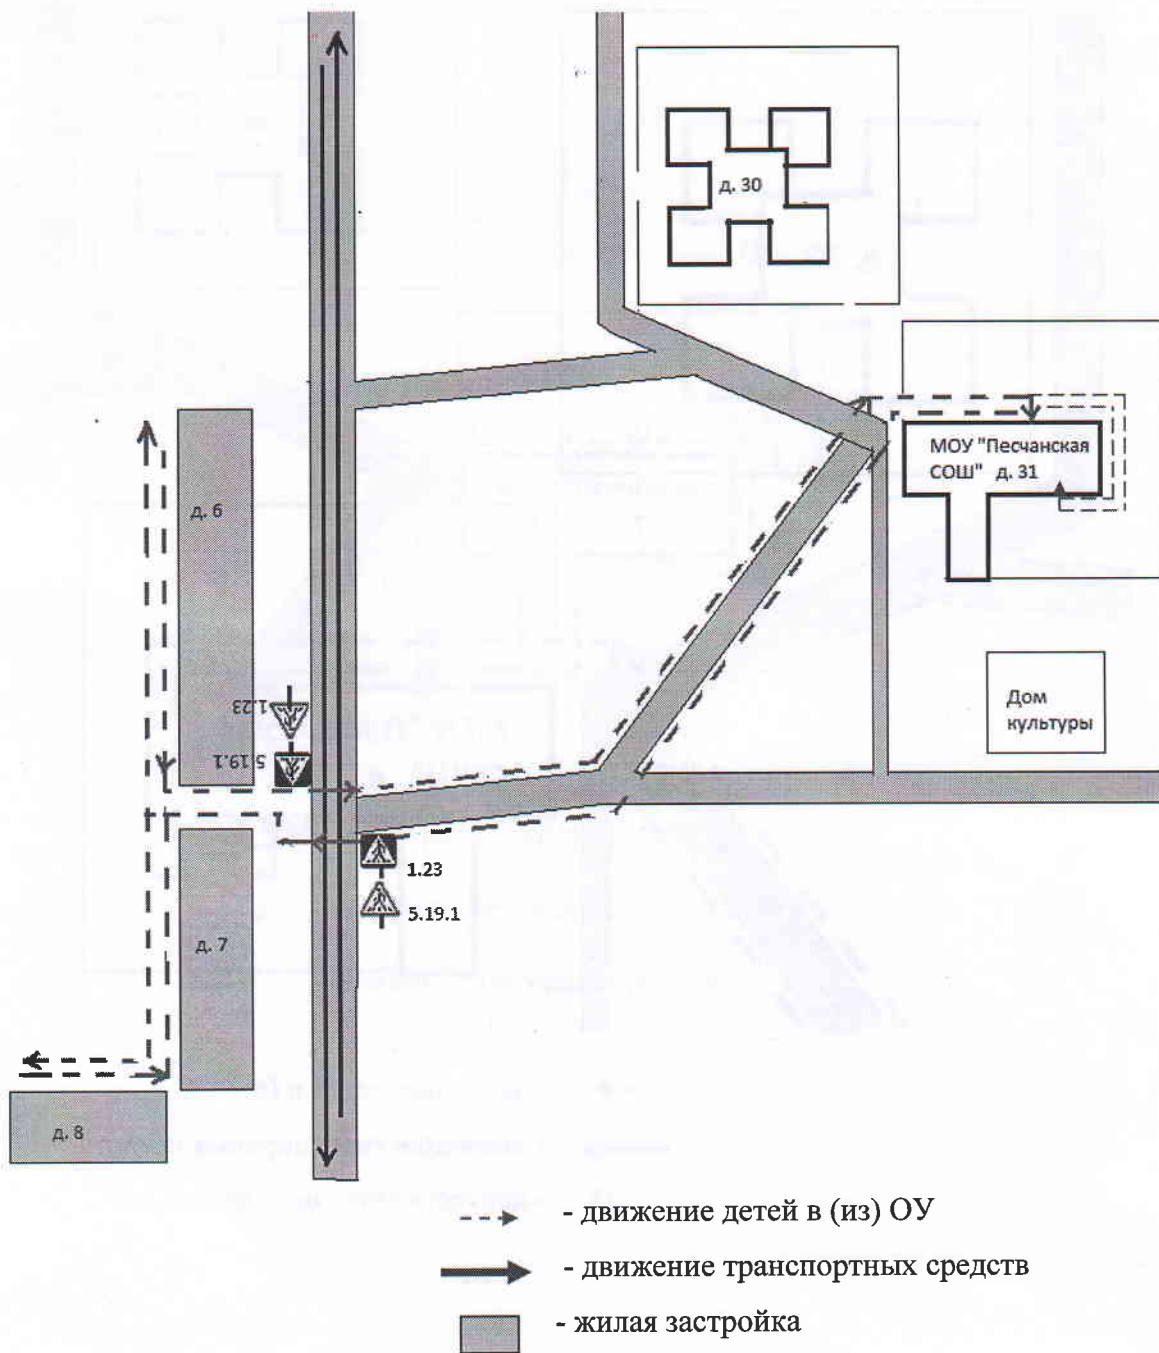 д. 30
МОУ "Песчанская
СОШ" д. 31
д. 6
Дом
культуры
1.23
5.19.1
1.23
5.19.1
д. 7
д. 8
- движение детей в (из) ОУ
- движение транспортных средств
- жилая застройка